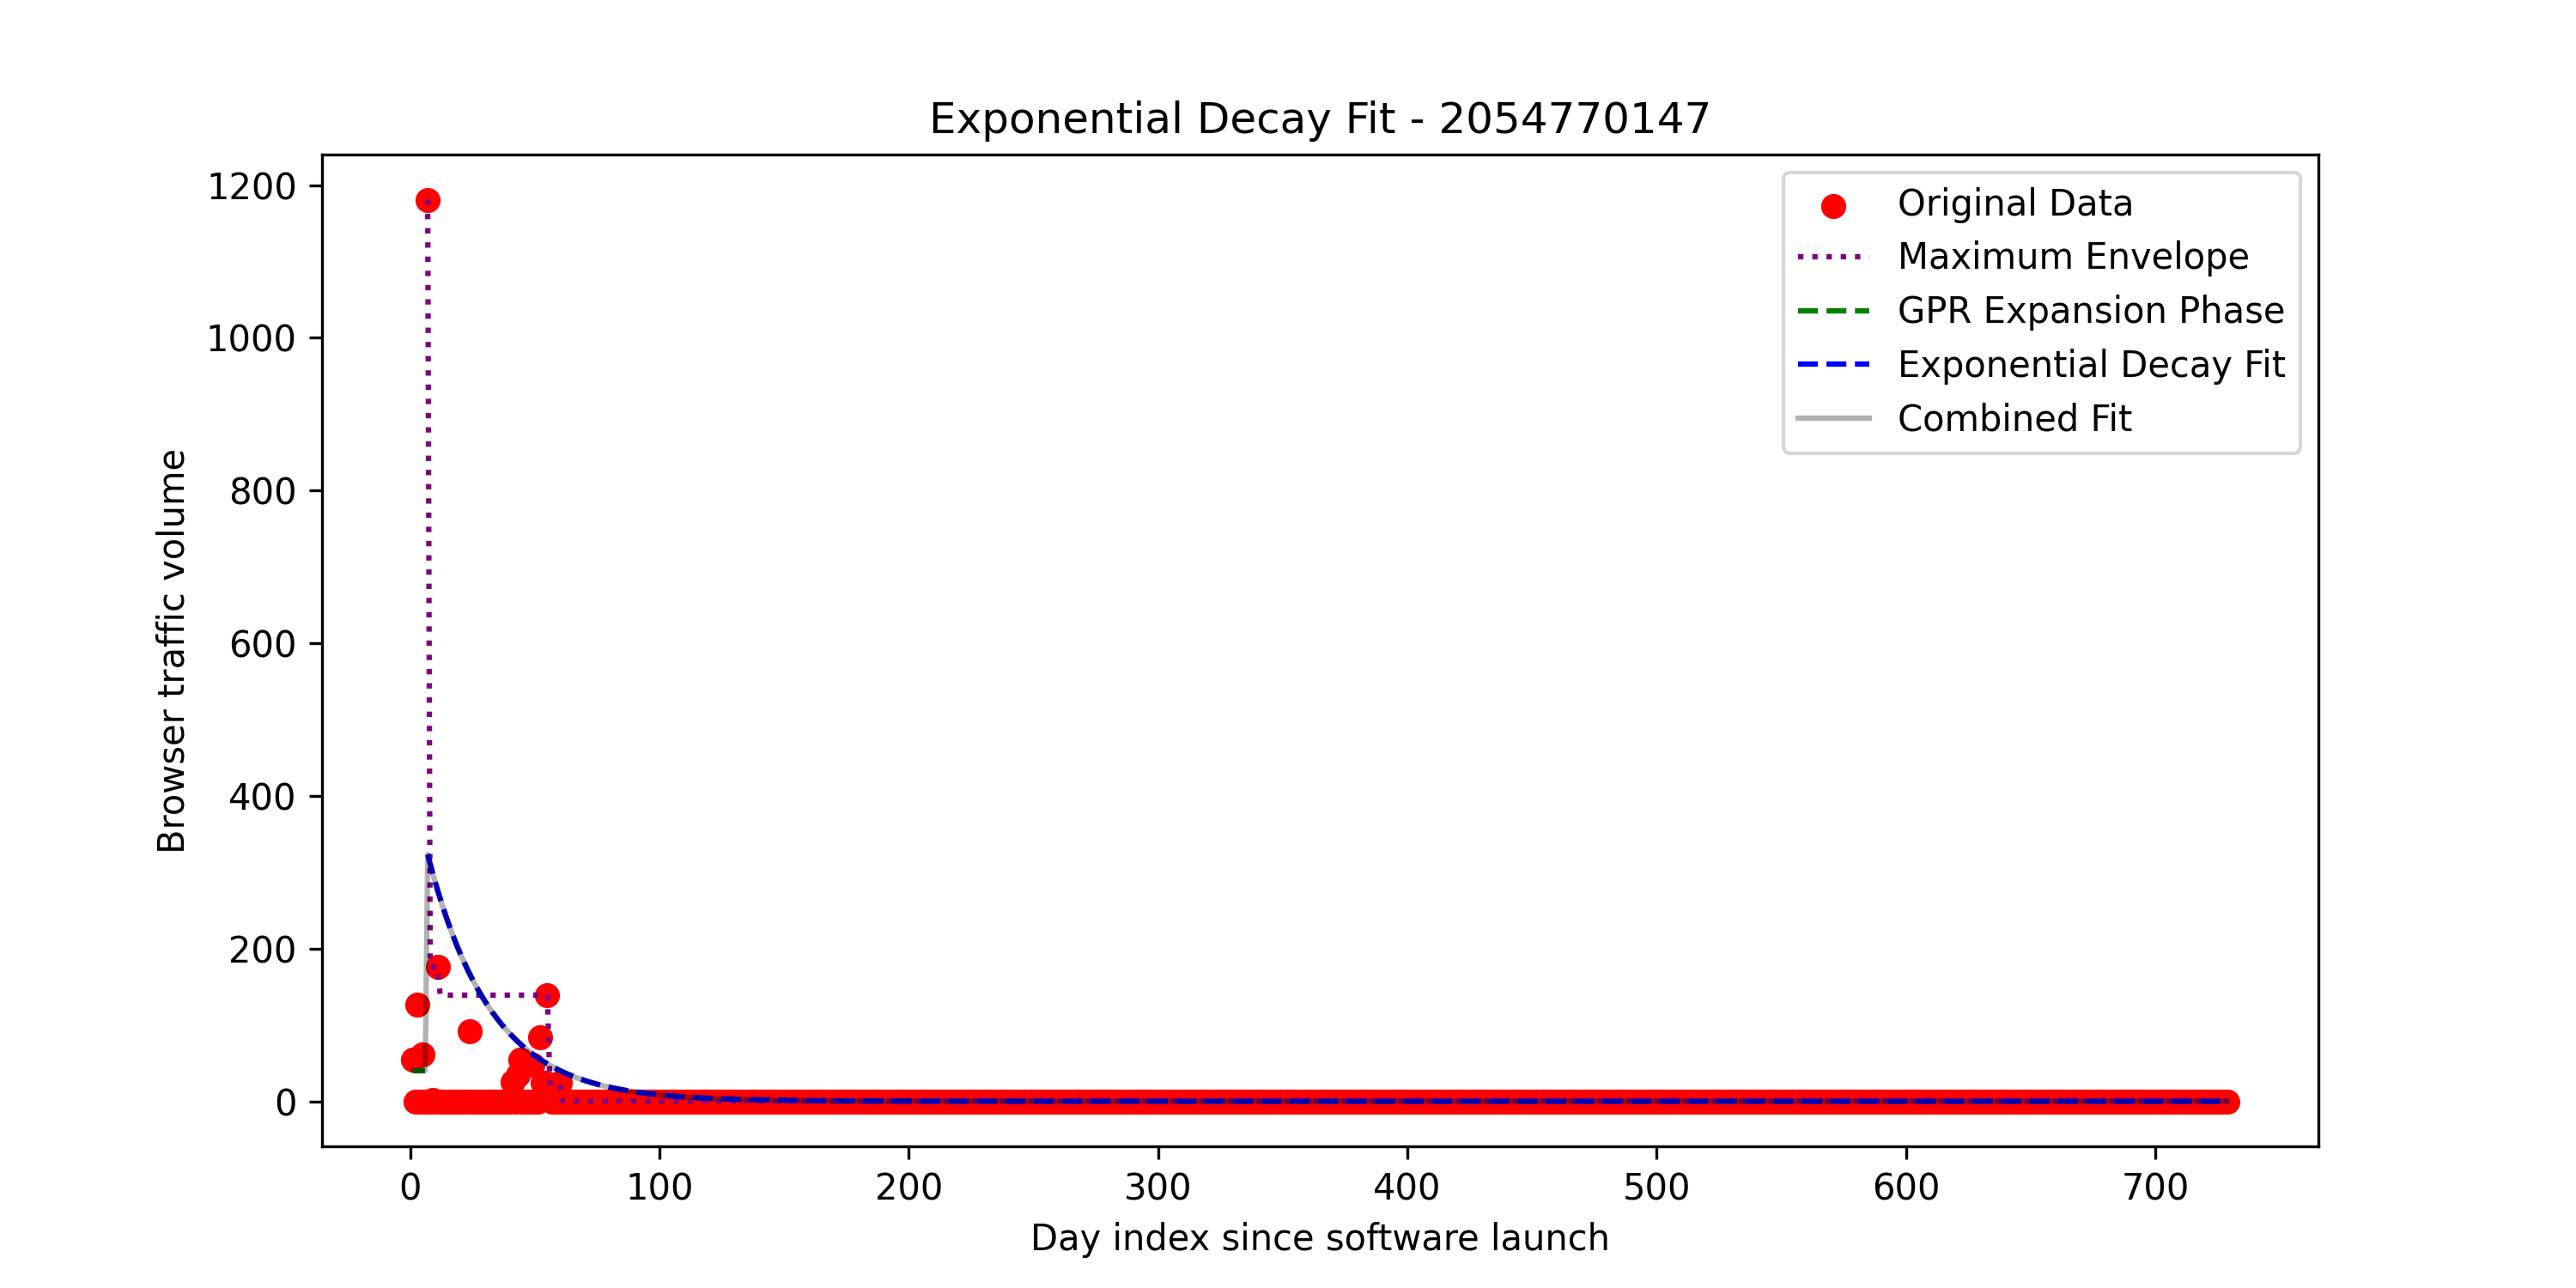 Exponential Decay Fit - 2054770147
1200
1000
800
600
400
200
0
Browser traffic volume
Original Data
Maximum Envelope
GPR Expansion Phase
Exponential Decay Fit
Combined Fit
0 100 200 300 400 500 600 700
Day index since software launch